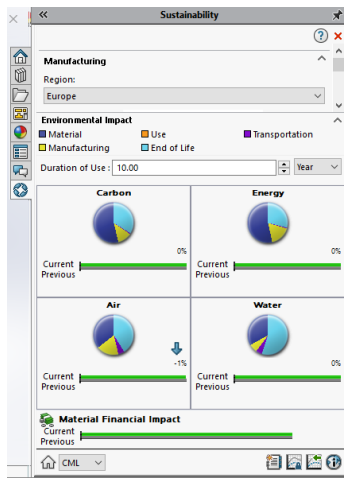 Sustainability
Manufacturing
Region:
Europe
Environmental Impact
Material Use Transportation
Manufacturing End of Life
Duration of Use : 10.00 Year
Carbon Energy
0% 0%
Current Current
Previous Previous
Air Water
-1% 0%
Current Current
Previous Previous
Material Financial Impact
Current
Previous
CML